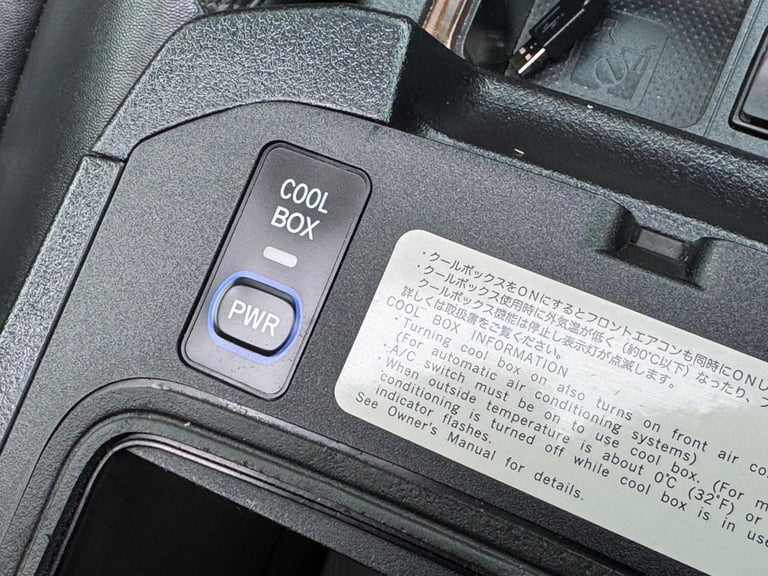 COOL
BOX
PWR
・クールボックスをONにするとフロントエアコンも同時にONし
・クールボックス使用時に外気温が低く(約0℃以下)なったり、フ
クールボックス機能は停止し表示灯が点滅します。
詳しくは取扱書をご覧ください。
COOL BOX INFORMATION
・Turning cool box on also turns on front air co
(For automatic air conditioning systems)
・A/C switch must be on to use cool box. (For m
・When outside temperature is about 0℃ (32°F) or
conditioning is turned off while cool box is in use
indicator flashes.
See Owner's Manual for details.